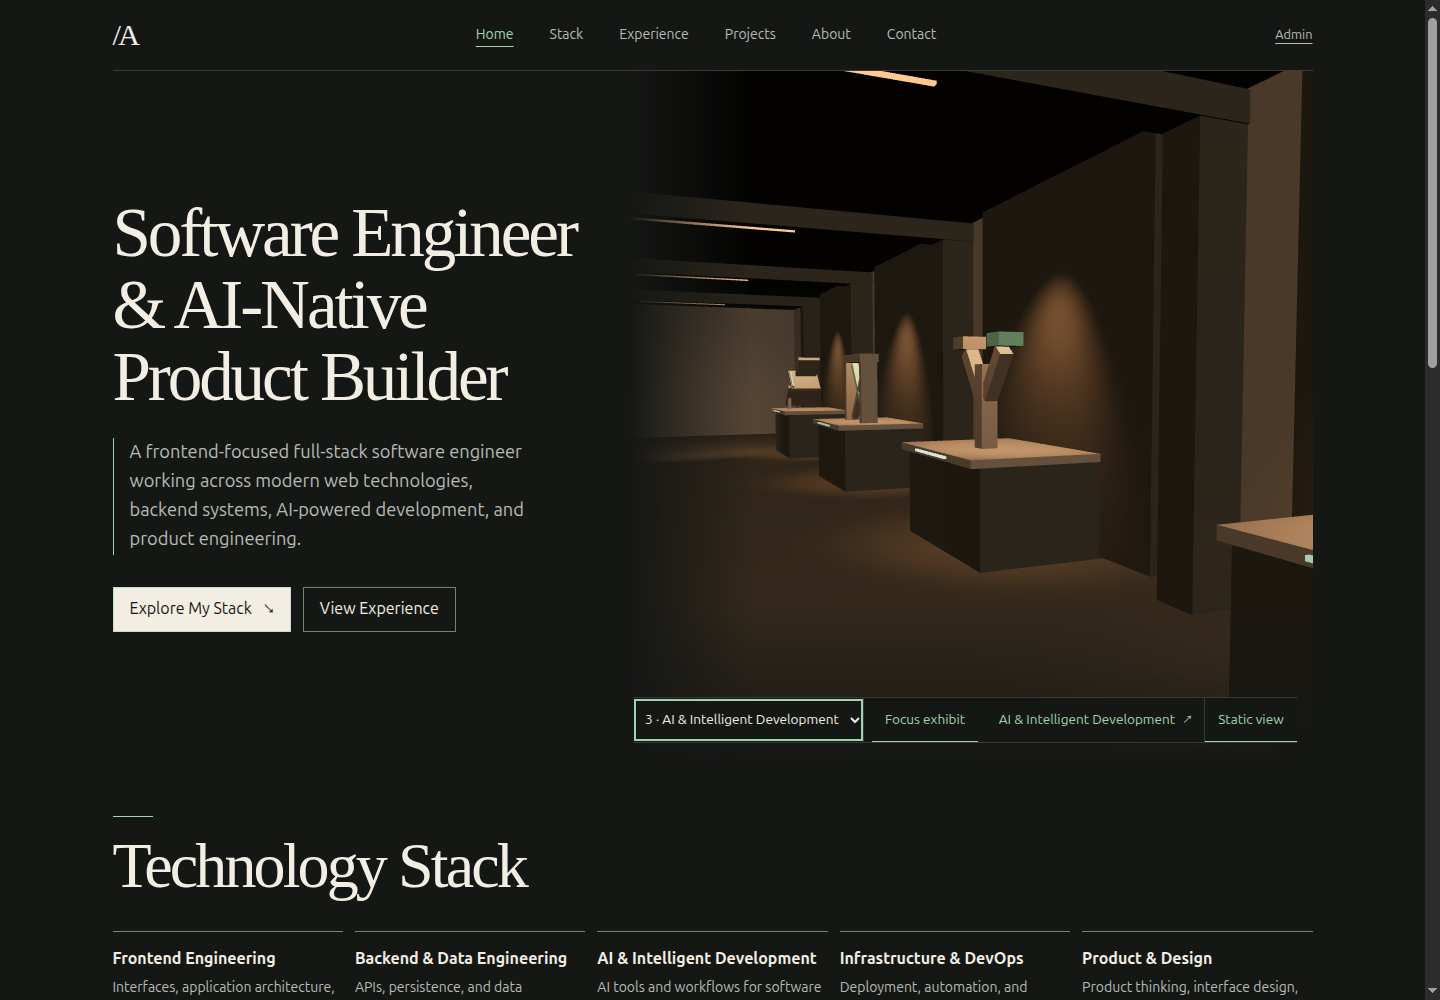 /A
Home Stack Experience Projects About Contact
Admin
Software Engineer
& AI-Native
Product Builder
A frontend-focused full-stack software engineer
working across modern web technologies,
backend systems, AI-powered development, and
product engineering.
Explore My Stack ↘
View Experience
3 · AI & Intelligent Development
Focus exhibit
AI & Intelligent Development ↗
Static view
Technology Stack
Frontend Engineering
Interfaces, application architecture,
Backend & Data Engineering
APIs, persistence, and data
AI & Intelligent Development
AI tools and workflows for software
Infrastructure & DevOps
Deployment, automation, and
Product & Design
Product thinking, interface design,